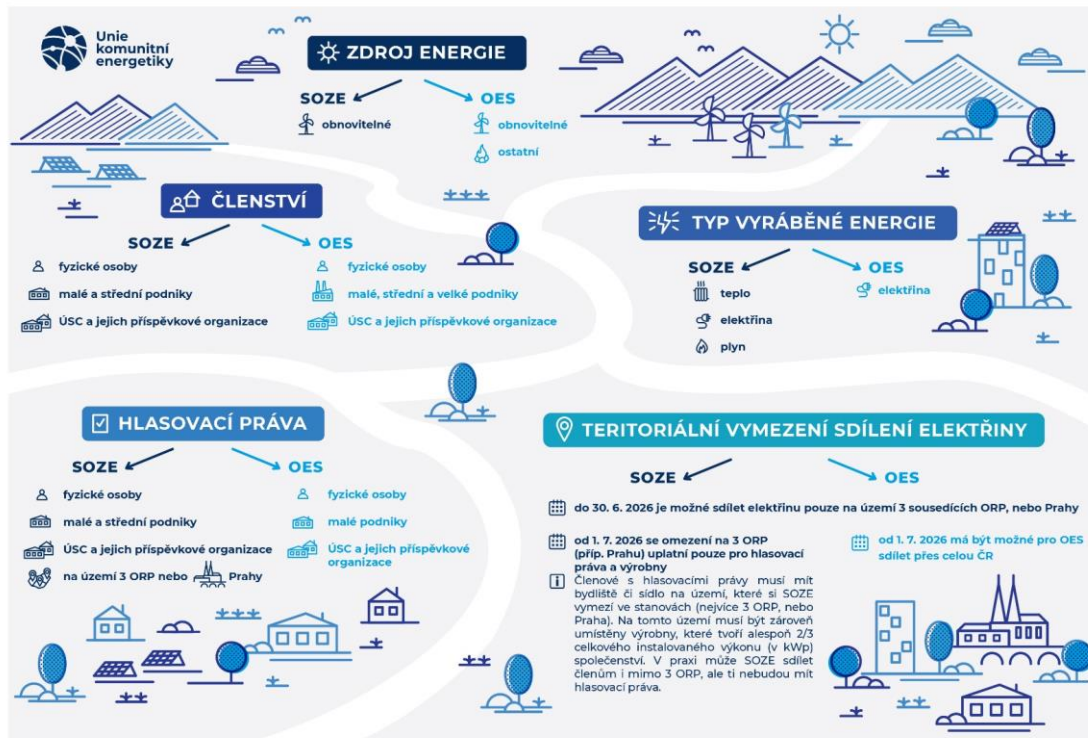 Unie
komunitní
energetiky
ZDROJ ENERGIE
SOZE
obnovitelné
OES
obnovitelné
ostatní
ČLENSTVÍ
SOZE
fyzické osoby
malé a střední podniky
ÚSC a jejich příspěvkové organizace
OES
fyzické osoby
malé, střední a velké podniky
ÚSC a jejich příspěvkové organizace
TYP VYRÁBĚNÉ ENERGIE
SOZE
teplo
elektřina
plyn
OES
elektřina
HLASOVACÍ PRÁVA
SOZE
fyzické osoby
malé a střední podniky
ÚSC a jejich příspěvkové organizace
na území 3 ORP nebo Prahy
OES
fyzické osoby
malé podniky
ÚSC a jejich příspěvkové
organizace
TERITORIÁLNÍ VYMEZENÍ SDÍLENÍ ELEKTŘINY
SOZE
OES
do 30. 6. 2026 je možné sdílet elektřinu pouze na území 3 sousedících ORP, nebo Prahy
od 1. 7. 2026 se omezení na 3 ORP
(příp. Prahu) uplatní pouze pro hlasovací
práva a výrobny
Členové s hlasovacími právy musí mít
bydliště či sídlo na území, které si SOZE
vymezí ve stanovách (nejvíce 3 ORP, nebo
Praha). Na tomto území musí být zároveň
umístěny výrobny, které tvoří alespoň 2/3
celkového instalovaného výkonu (v kWp)
společenství. V praxi může SOZE sdílet
členům i mimo 3 ORP, ale ti nebudou mít
hlasovací práva.
od 1. 7. 2026 má být možné pro OES
sdílet přes celou ČR